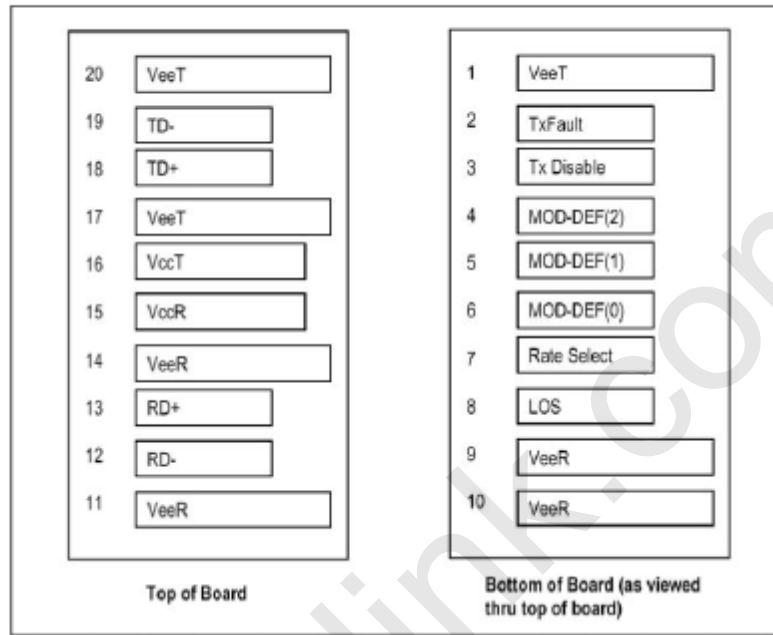 20 VeeT
19 TD-
18 TD+
17 VeeT
16 VccT
15 VccR
14 VeeR
13 RD+
12 RD-
11 VeeR
Top of Board
1 VeeT
2 TxFault
3 Tx Disable
4 MOD-DEF(2)
5 MOD-DEF(1)
6 MOD-DEF(0)
7 Rate Select
8 LOS
9 VeeR
10 VeeR
Bottom of Board (as viewed
thru top of board)
link.com